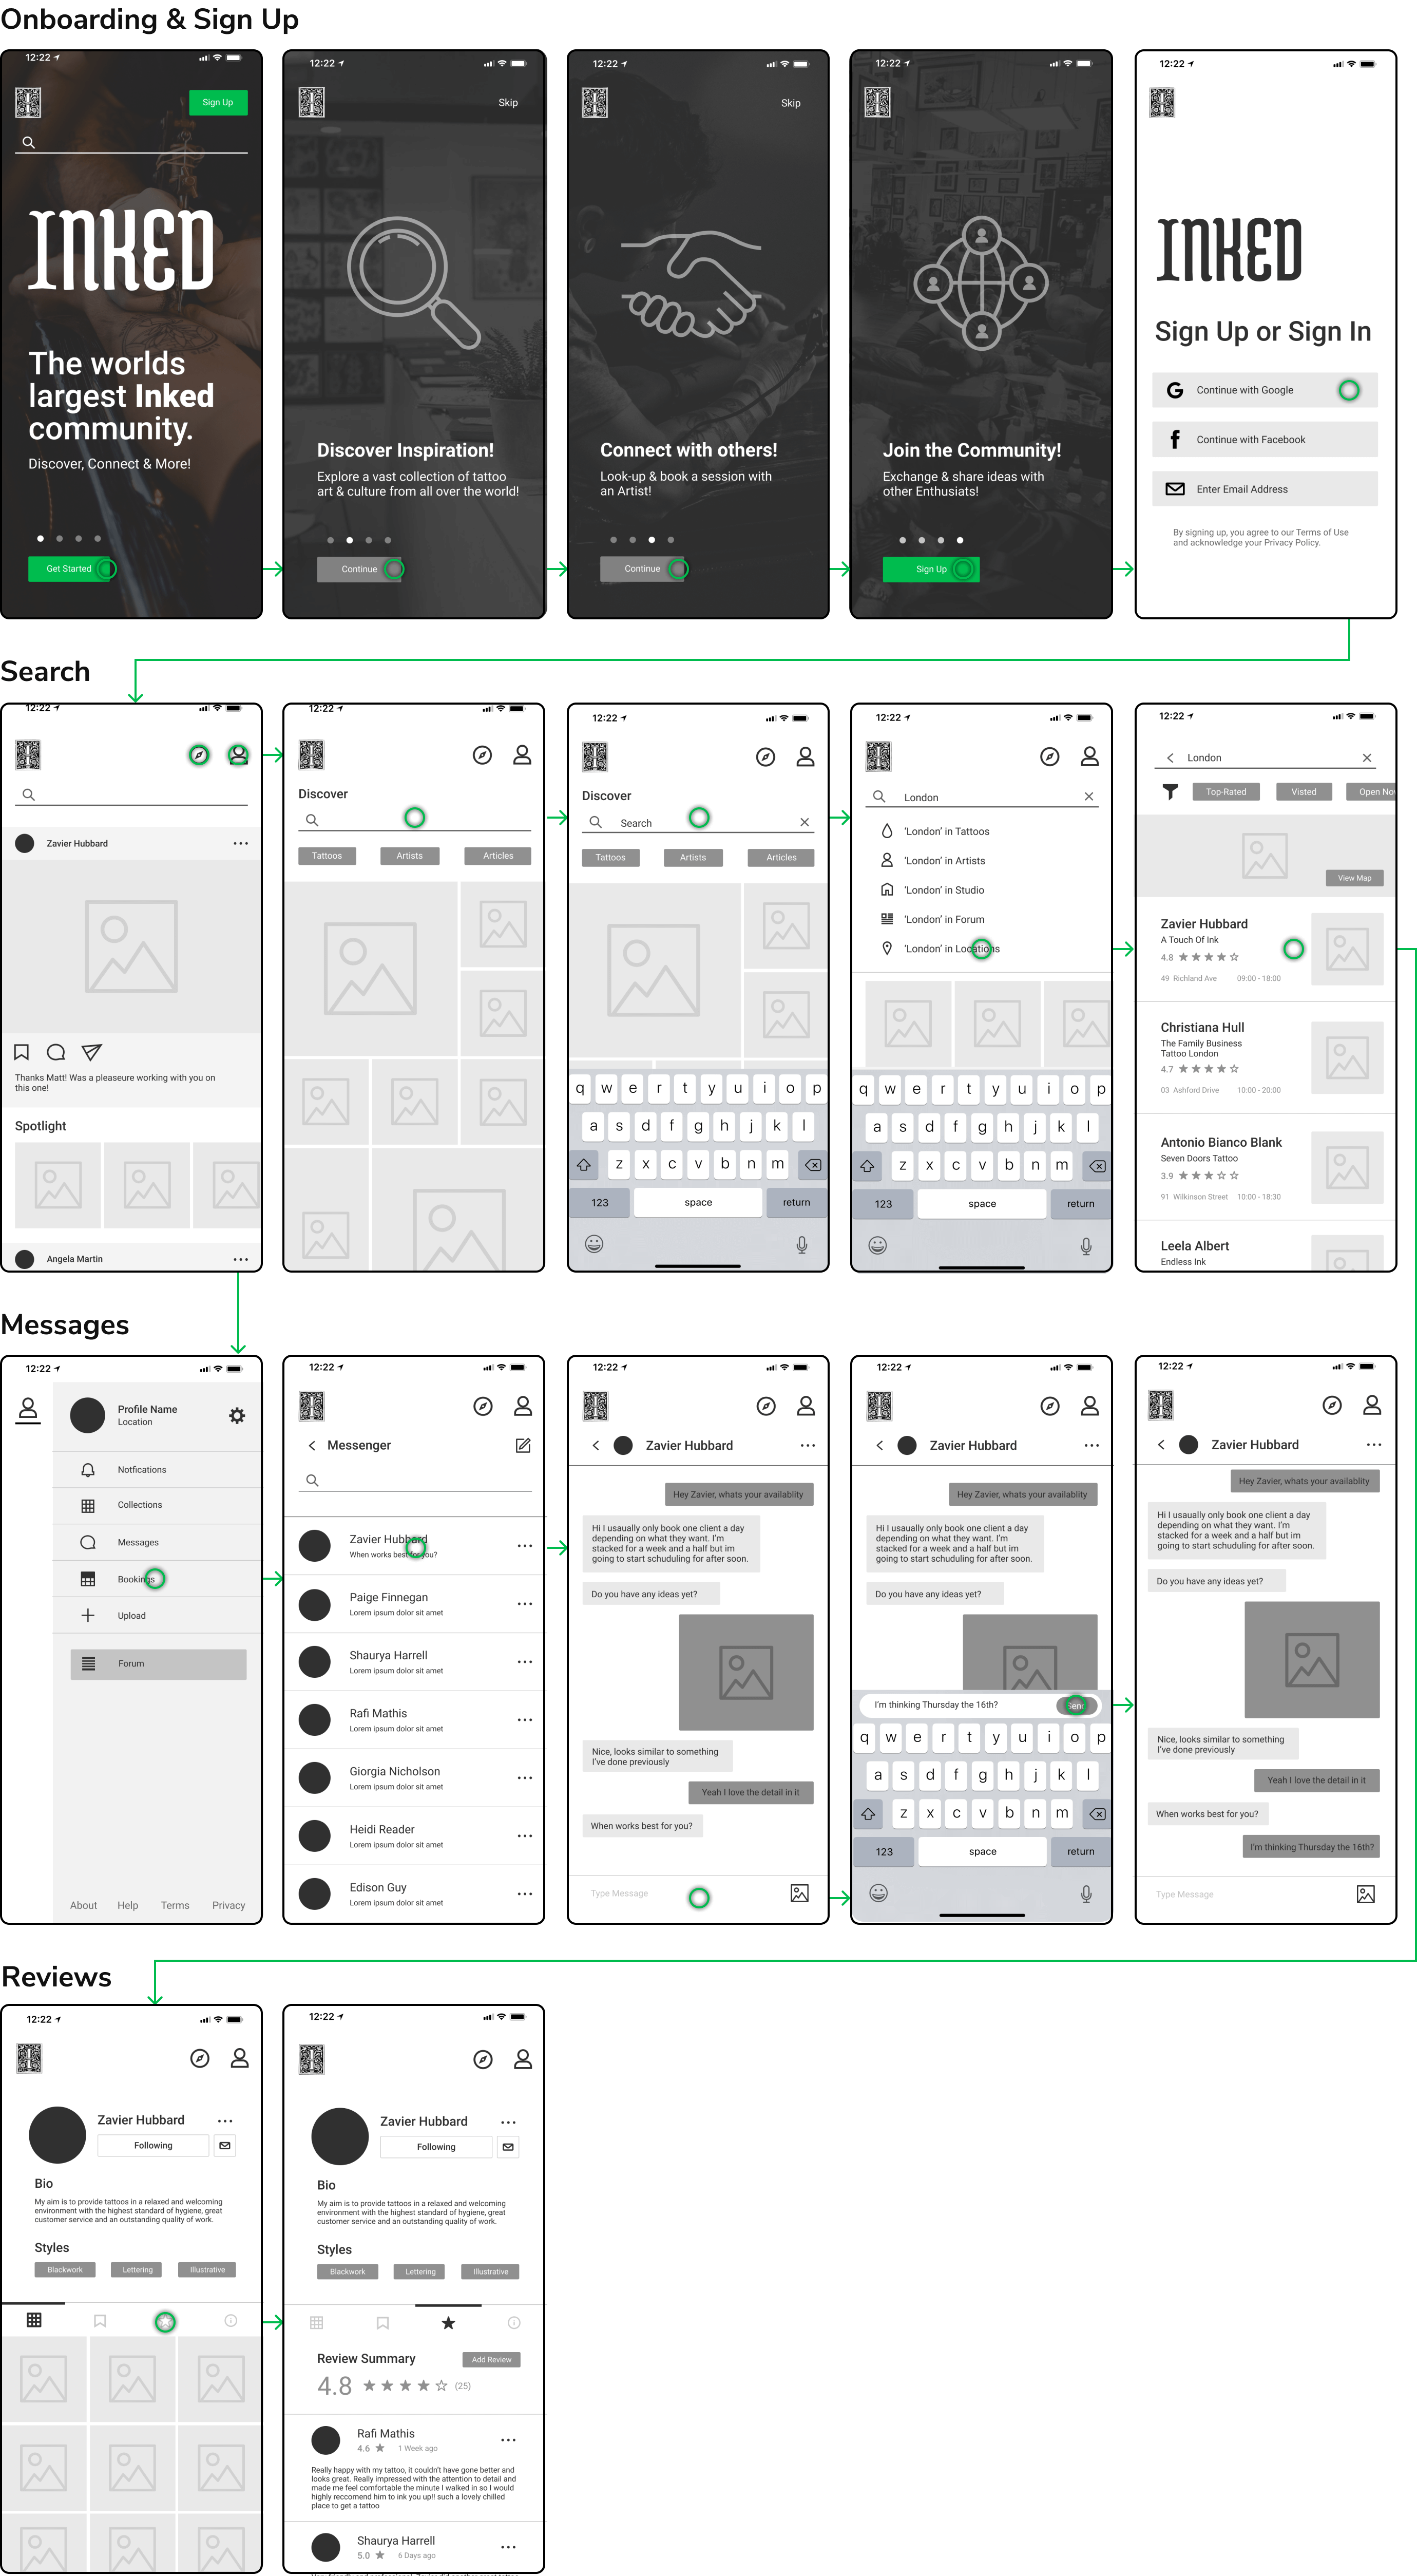 Onboarding & Sign Up
12:22
Sign Up
INKED
The worlds
largest Inked
community.
Discover, Connect & More!
Get Started
12:22
Skip
Discover Inspiration!
Explore a vast collection of tattoo
art & culture from all over the world!
Continue
12:22
Skip
Connect with others!
Look-up & book a session with
an Artist!
Continue
12:22
Join the Community!
Exchange & share ideas with
other Enthusiats!
Sign Up
12:22
INKED
Sign Up or Sign In
Continue with Google
Continue with Facebook
Enter Email Address
By signing up, you agree to our Terms of Use
and acknowledge your Privacy Policy.
Search
12:22
Zavier Hubbard
Thanks Matt! Was a pleaseure working with you on
this one!
Spotlight
Angela Martin
12:22
Discover
Tattoos Artists Articles
12:22
Discover
Search
Tattoos Artists Articles
q w e r t y u i o p
a s d f g h j k l
z x c v b n m
123 space return
12:22
London
‘London’ in Tattoos
‘London’ in Artists
‘London’ in Studio
‘London’ in Forum
‘London’ in Locations
q w e r t y u i o p
a s d f g h j k l
z x c v b n m
123 space return
12:22
London
Top-Rated Visted Open No
View Map
Zavier Hubbard
A Touch Of Ink
4.8
49 Richland Ave 09:00 - 18:00
Christiana Hull
The Family Business
Tattoo London
4.7
03 Ashford Drive 10:00 - 20:00
Antonio Bianco Blank
Seven Doors Tattoo
3.9
91 Wilkinson Street 10:00 - 18:30
Leela Albert
Endless Ink
Messages
12:22
Profile Name
Location
Notfications
Collections
Messages
Bookings
Upload
Forum
About Help Terms Privacy
12:22
Messenger
Zavier Hubbard
When works best for you?
Paige Finnegan
Lorem ipsum dolor sit amet
Shaurya Harrell
Lorem ipsum dolor sit amet
Rafi Mathis
Lorem ipsum dolor sit amet
Giorgia Nicholson
Lorem ipsum dolor sit amet
Heidi Reader
Lorem ipsum dolor sit amet
Edison Guy
Lorem ipsum dolor sit amet
12:22
Zavier Hubbard
Hey Zavier, whats your availablity
Hi I usaually only book one client a day
depending on what they want. I’m
stacked for a week and a half but im
going to start schuduling for after soon.
Do you have any ideas yet?
Nice, looks similar to something
I’ve done previously
Yeah I love the detail in it
When works best for you?
Type Message
12:22
Zavier Hubbard
Hey Zavier, whats your availablity
Hi I usaually only book one client a day
depending on what they want. I’m
stacked for a week and a half but im
going to start schuduling for after soon.
Do you have any ideas yet?
I’m thinking Thursday the 16th? Send
q w e r t y u i o p
a s d f g h j k l
z x c v b n m
123 space return
12:22
Zavier Hubbard
Hey Zavier, whats your availablity
Hi I usaually only book one client a day
depending on what they want. I’m
stacked for a week and a half but im
going to start schuduling for after soon.
Do you have any ideas yet?
Nice, looks similar to something
I’ve done previously
Yeah I love the detail in it
When works best for you?
I’m thinking Thursday the 16th?
Type Message
Reviews
12:22
Zavier Hubbard
Following
Bio
My aim is to provide tattoos in a relaxed and welcoming
environment with the highest standard of hygiene, great
customer service and an outstanding quality of work.
Styles
Blackwork Lettering Illustrative
12:22
Zavier Hubbard
Following
Bio
My aim is to provide tattoos in a relaxed and welcoming
environment with the highest standard of hygiene, great
customer service and an outstanding quality of work.
Styles
Blackwork Lettering Illustrative
Review Summary Add Review
4.8 (25)
Rafi Mathis
4.6 1 Week ago
Really happy with my tattoo, it couldn’t have gone better and
looks great. Really impressed with the attention to detail and
made me feel comfortable the minute I walked in so I would
highly reccomend him to ink you up!! such a lovely chilled
place to get a tattoo
Shaurya Harrell
5.0 6 Days ago